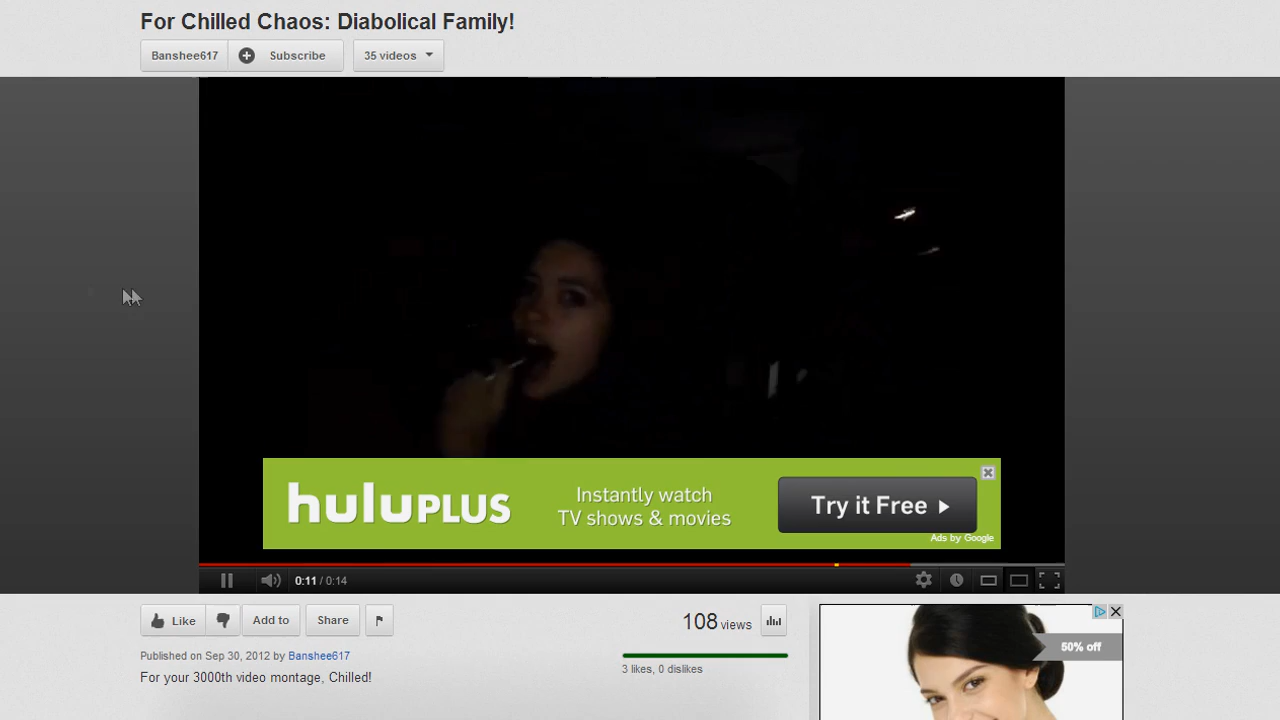 For Chilled Chaos: Diabolical Family!
Banshee617
Subscribe
35 videos
huluPLUS
Instantly watch
TV shows & movies
Try it Free
Ads by Google
0:11 / 0:14
Like
Add to
Share
108 views
Published on Sep 30, 2012 by Banshee617
3 likes, 0 dislikes
For your 3000th video montage, Chilled!
50% off